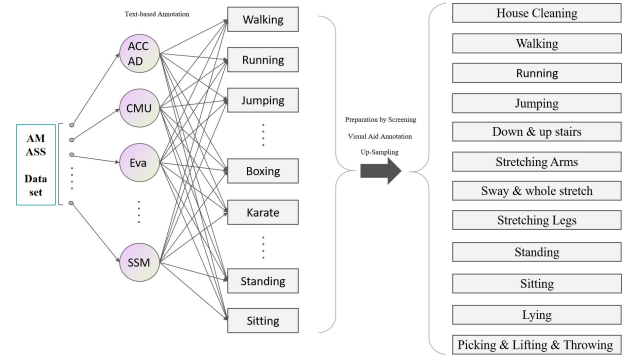 Text-based Annotation
AM
ASS
Data
set
ACC
AD
CMU
Eva
SSM
Walking
Running
Jumping
Boxing
Karate
Standing
Sitting
Preparation by Screening
Visual Aid Annotation
Up-Sampling
House Cleaning
Walking
Running
Jumping
Down & up stairs
Stretching Arms
Sway & whole stretch
Stretching Legs
Standing
Sitting
Lying
Picking & Lifting & Throwing